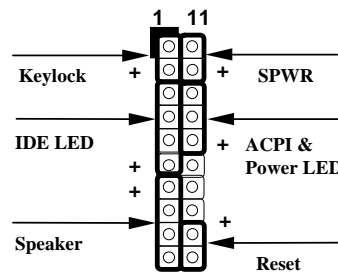 1 11
Keylock + + SPWR
IDE LED + ACPI &
Power LED
+
+
+
Speaker
Reset